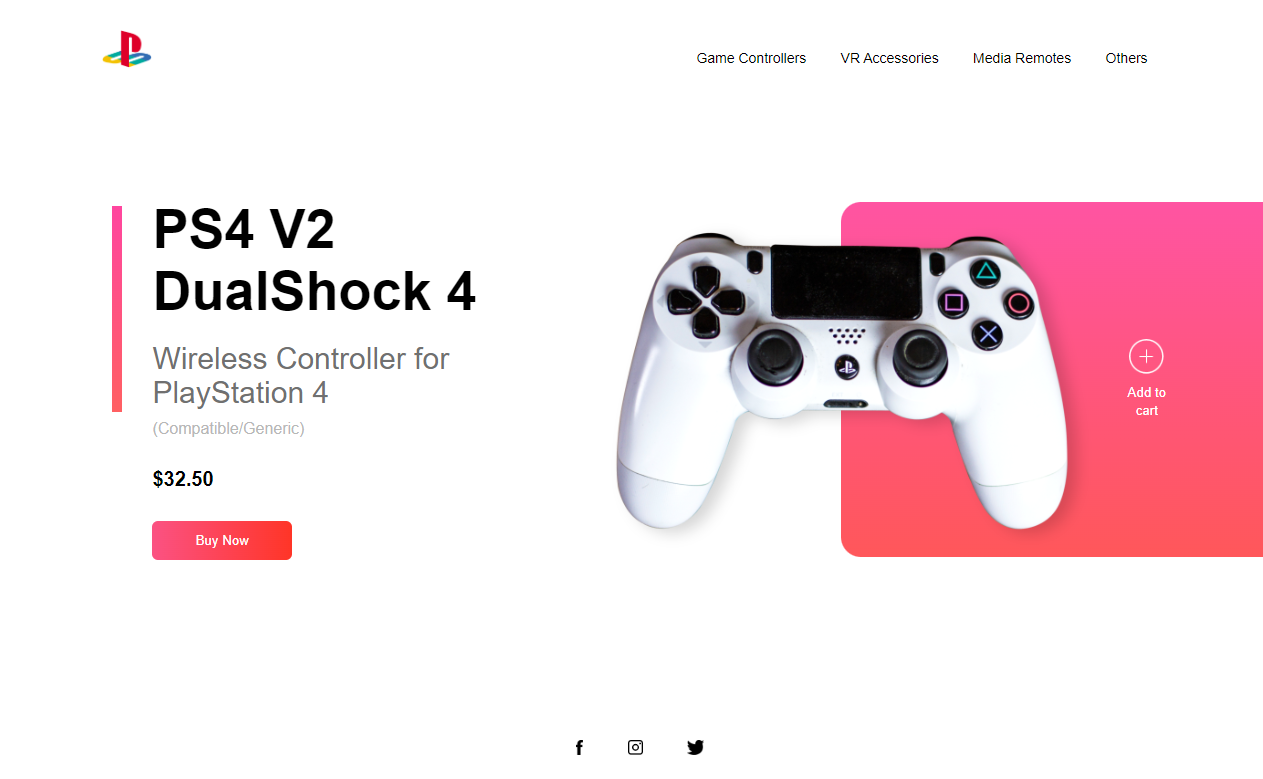 Game Controllers VR Accessories Media Remotes Others
PS4 V2
DualShock 4
Wireless Controller for
PlayStation 4
(Compatible/Generic)
$32.50
Buy Now
Add to
cart